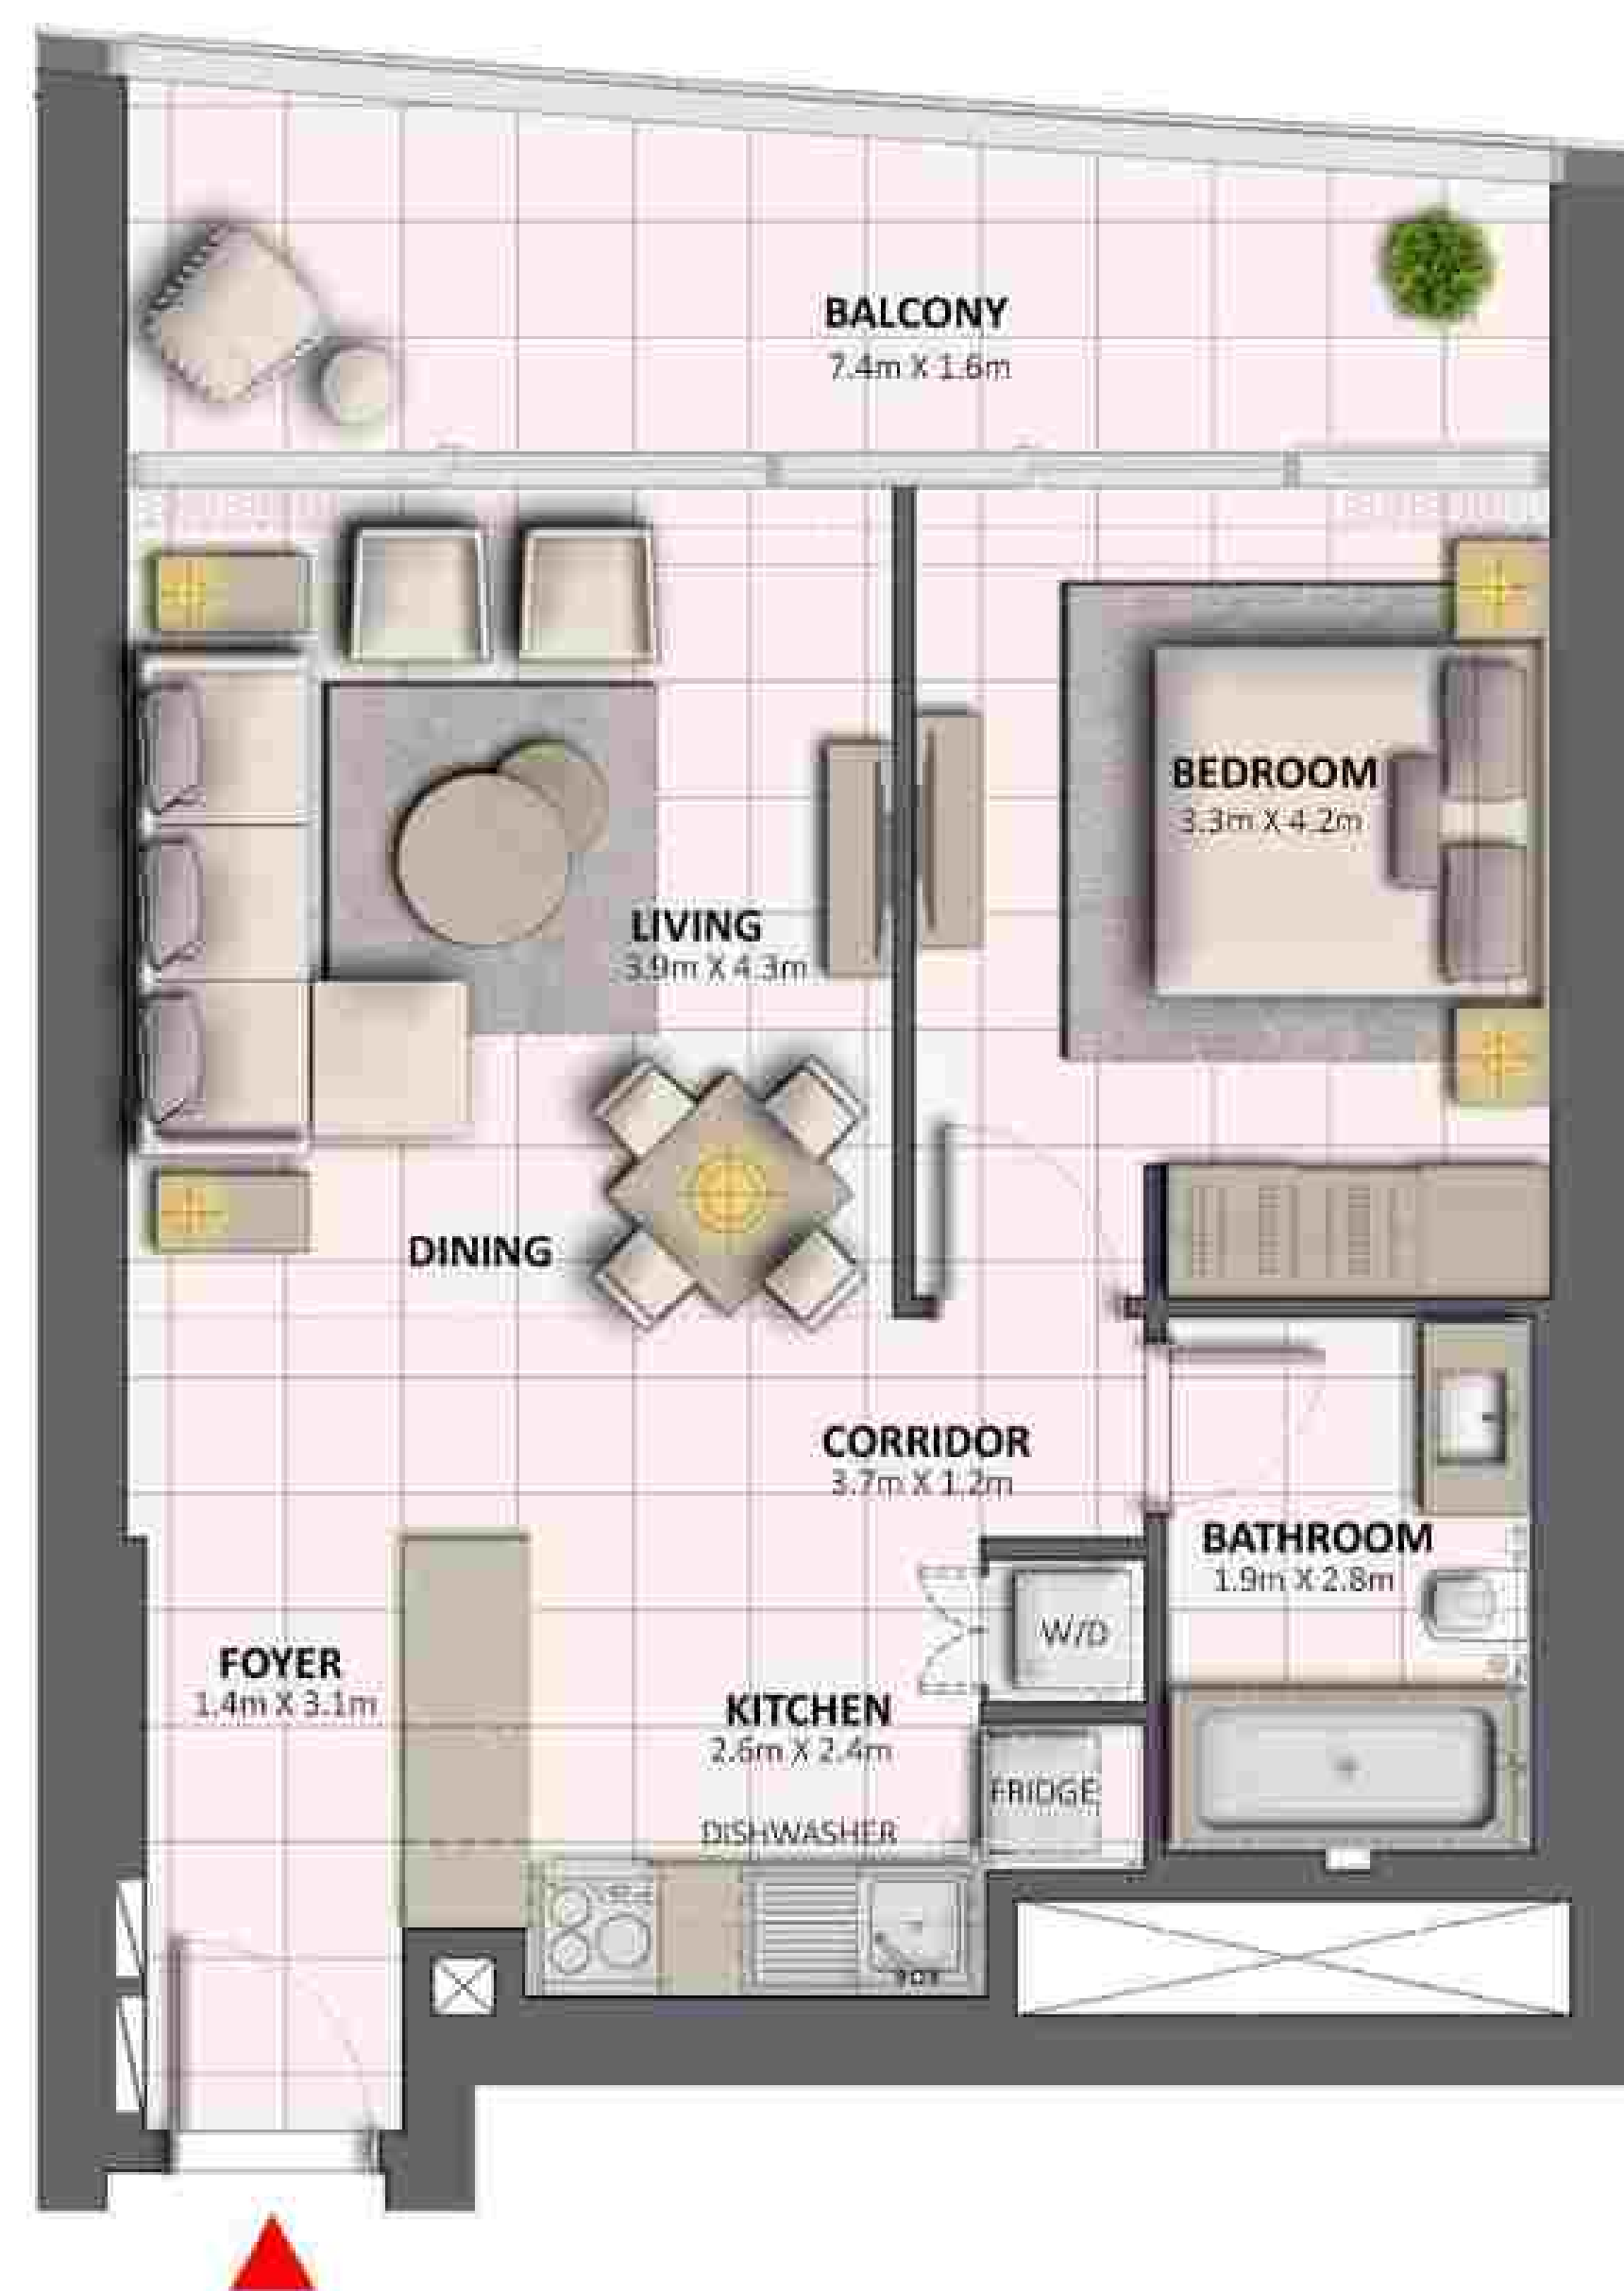 BALCONY
7.4m X 1.6m
BEDROOM
3.3m X 4.2m
LIVING
3.9m X 4.3m
DINING
CORRIDOR
3.7m X 1.2m
BATHROOM
1.9m X 2.8m
W/D
FOYER
1.4m X 3.1m
KITCHEN
2.6m X 2.4m
FRIDGE
DISHWASHER